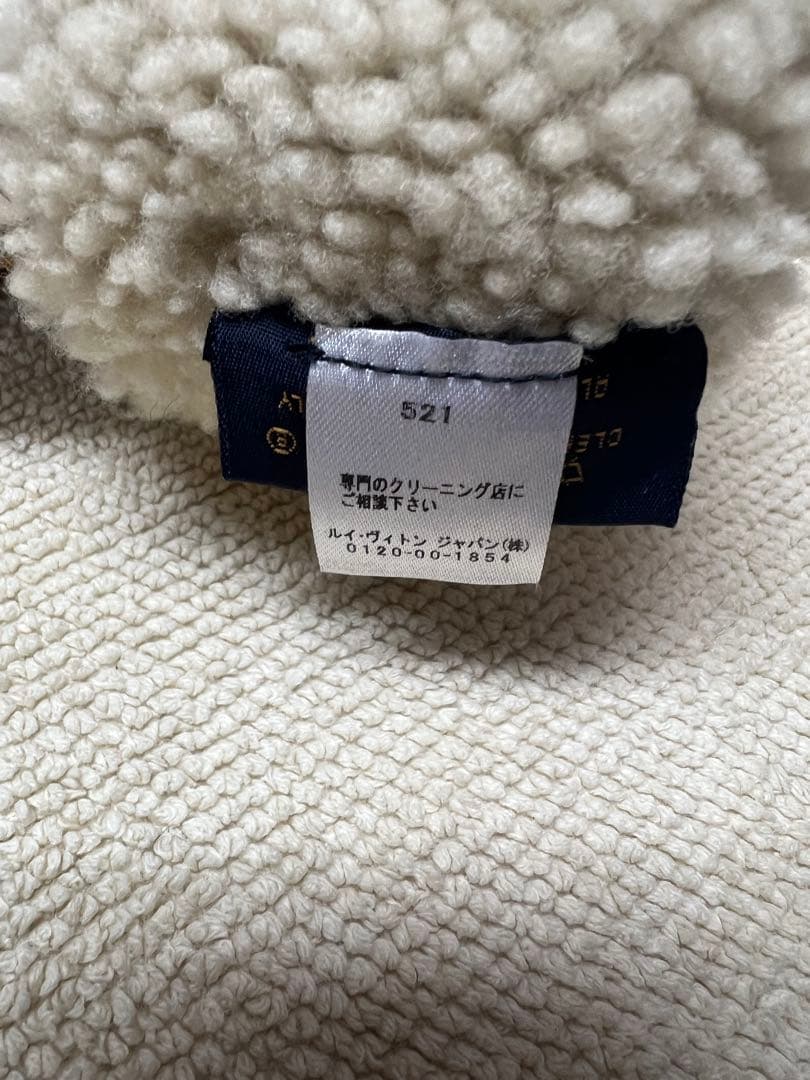 521
専門のクリーニング店に
ご相談下さい
ルイ・ヴィトン ジャパン(株)
0120-00-1854